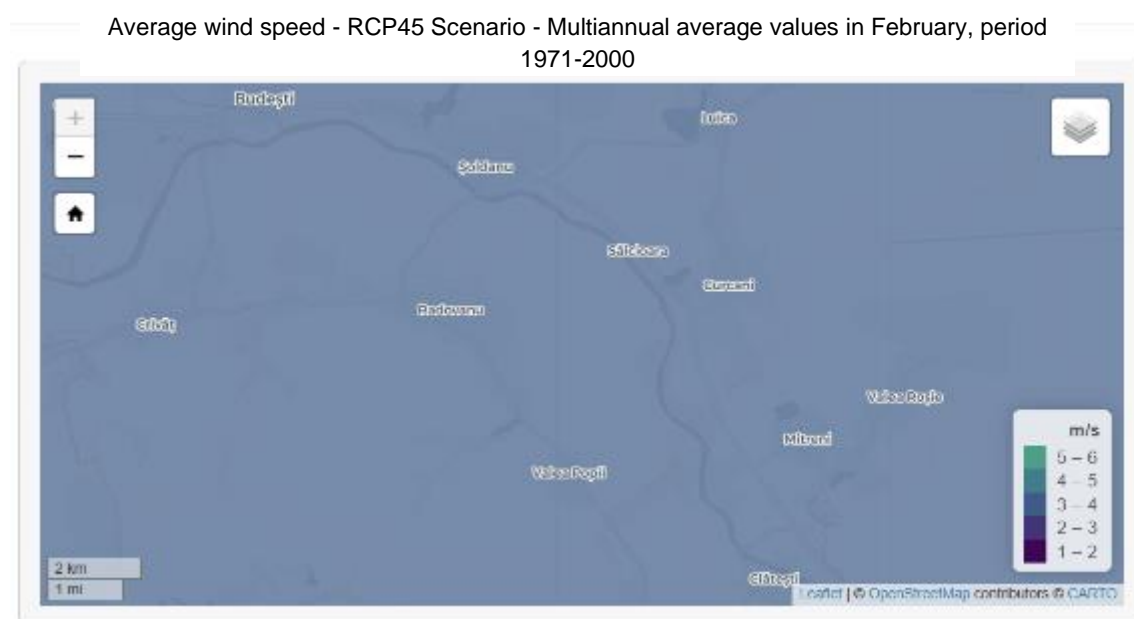 Average wind speed - RCP45 Scenario - Multiannual average values in February, period
1971-2000
+
−
Budești
Luica
Șoldanu
Sălcioara
Curcani
Radovanu
Crivăț
Valea Roșie
Mitreni
Valea Popii
Clătești
m/s
5 – 6
4 – 5
3 – 4
2 – 3
1 – 2
2 km
1 mi
Leaflet | © OpenStreetMap contributors © CARTO